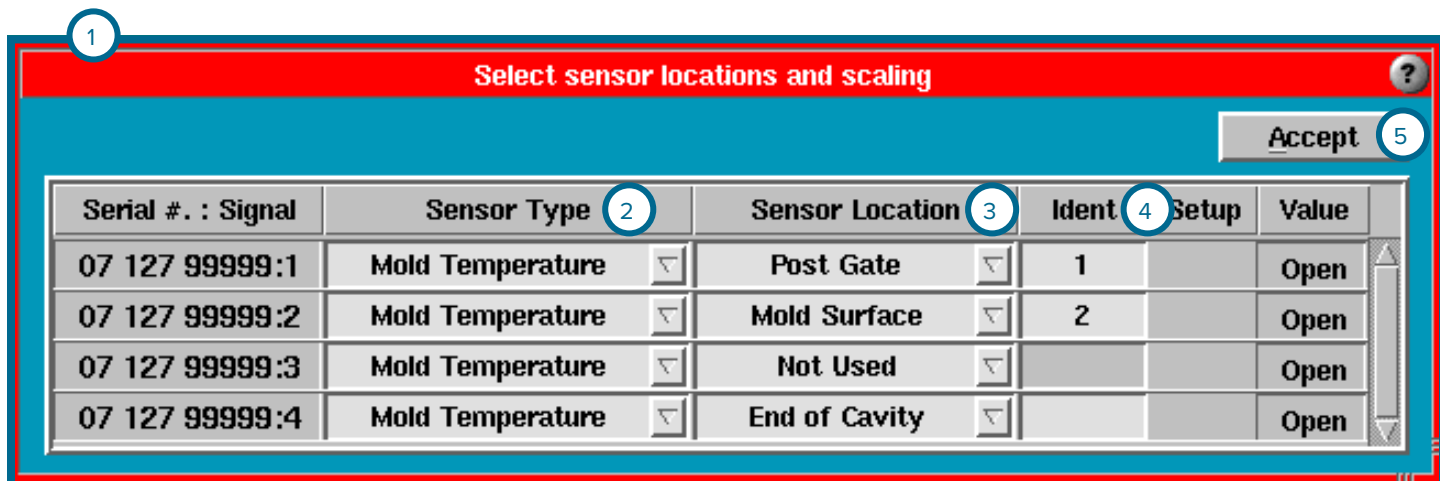 1
Select sensor locations and scaling ?
Accept 5
Serial #. : Signal Sensor Type 2 Sensor Location 3 Ident 4 Setup Value
07 127 99999:1 Mold Temperature Post Gate 1 Open
07 127 99999:2 Mold Temperature Mold Surface 2 Open
07 127 99999:3 Mold Temperature Not Used Open
07 127 99999:4 Mold Temperature End of Cavity Open